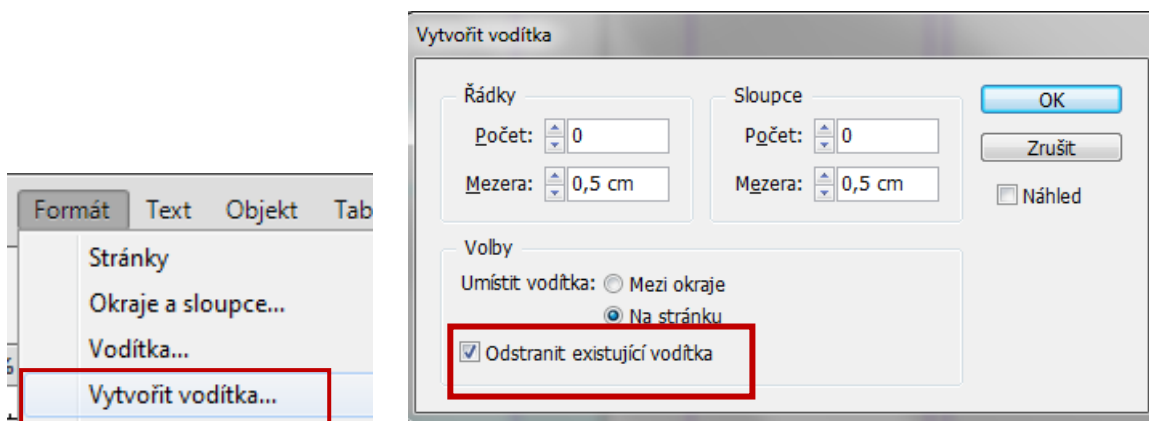 Formát Text Objekt Tab
Stránky
Okraje a sloupce...
Vodítka...
Vytvořit vodítka...
Vytvořit vodítka
Řádky
Počet: 0
Mezera: 0,5 cm
Sloupce
Počet: 0
Mezera: 0,5 cm
OK
Zrušit
Náhled
Volby
Umístit vodítka: Mezi okraje
Na stránku
Odstranit existující vodítka